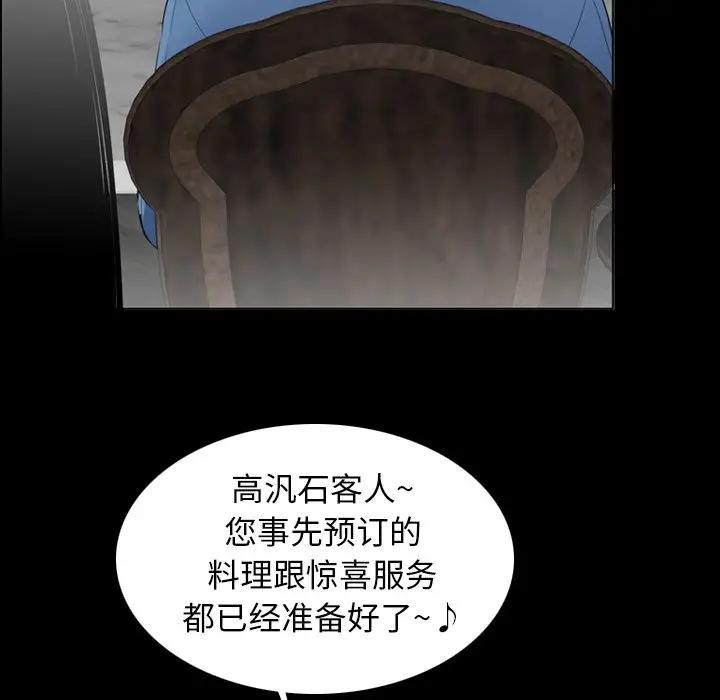 高汎石客人~
您事先预订的
料理跟惊喜服务
都已经准备好了~♪